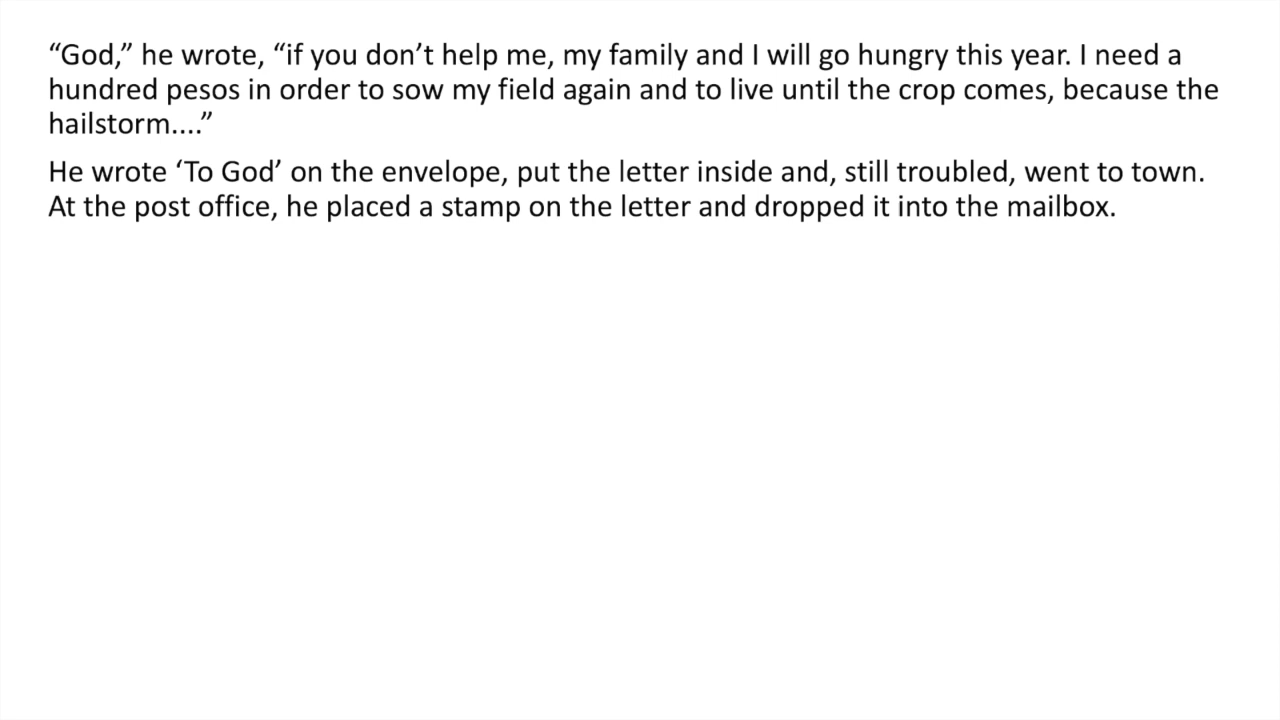 “God,” he wrote, “if you don’t help me, my family and I will go hungry this year. I need a
hundred pesos in order to sow my field again and to live until the crop comes, because the
hailstorm....”
He wrote ‘To God’ on the envelope, put the letter inside and, still troubled, went to town.
At the post office, he placed a stamp on the letter and dropped it into the mailbox.